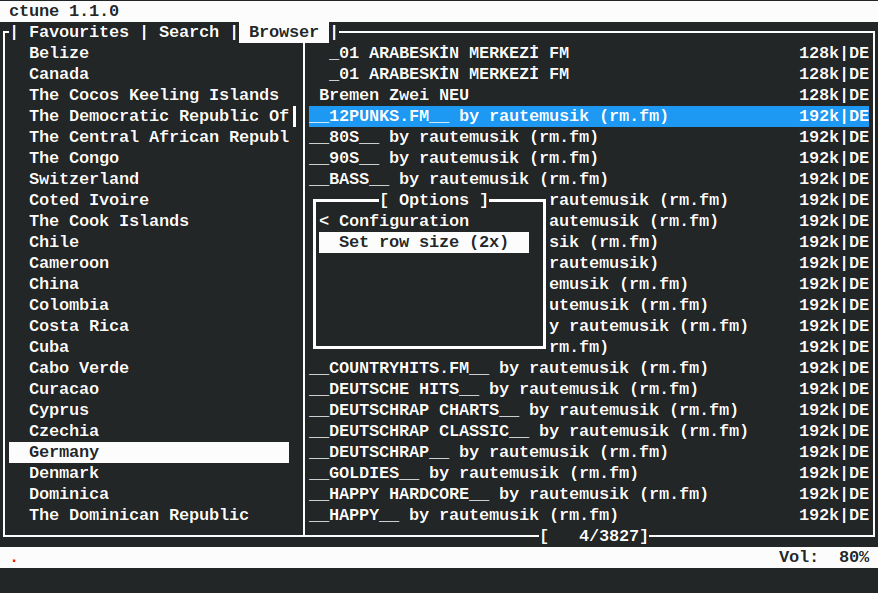 ctune 1.1.0
| Favourites | Search | Browser |
Belize _01 ARABESKİN MERKEZİ FM 128k|DE
Canada _01 ARABESKİN MERKEZİ FM 128k|DE
The Cocos Keeling Islands Bremen Zwei NEU 128k|DE
The Democratic Republic Of __12PUNKS.FM__ by rautemusik (rm.fm) 192k|DE
The Central African Republ __80S__ by rautemusik (rm.fm) 192k|DE
The Congo __90S__ by rautemusik (rm.fm) 192k|DE
Switzerland __BASS__ by rautemusik (rm.fm) 192k|DE
Coted Ivoire [ Options ] rautemusik (rm.fm) 192k|DE
The Cook Islands < Configuration autemusik (rm.fm) 192k|DE
Chile Set row size (2x) sik (rm.fm) 192k|DE
Cameroon rautemusik) 192k|DE
China emusik (rm.fm) 192k|DE
Colombia utemusik (rm.fm) 192k|DE
Costa Rica y rautemusik (rm.fm) 192k|DE
Cuba rm.fm) 192k|DE
Cabo Verde __COUNTRYHITS.FM__ by rautemusik (rm.fm) 192k|DE
Curacao __DEUTSCHE HITS__ by rautemusik (rm.fm) 192k|DE
Cyprus __DEUTSCHRAP CHARTS__ by rautemusik (rm.fm) 192k|DE
Czechia __DEUTSCHRAP CLASSIC__ by rautemusik (rm.fm) 192k|DE
Germany __DEUTSCHRAP__ by rautemusik (rm.fm) 192k|DE
Denmark __GOLDIES__ by rautemusik (rm.fm) 192k|DE
Dominica __HAPPY HARDCORE__ by rautemusik (rm.fm) 192k|DE
The Dominican Republic __HAPPY__ by rautemusik (rm.fm) 192k|DE
[ 4/3827]
. Vol: 80%